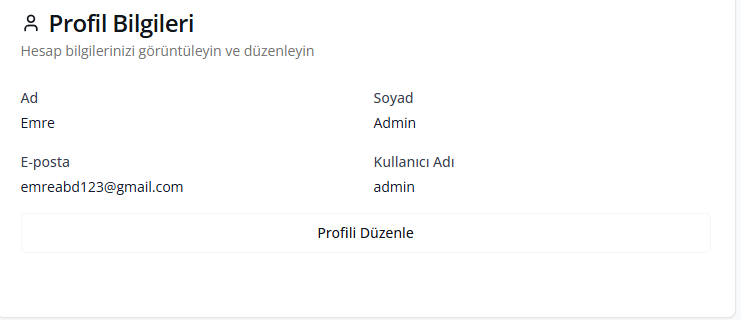 Profil Bilgileri
Hesap bilgilerinizi görüntüleyin ve düzenleyin
Ad
Soyad
Emre
Admin
E-posta
Kullanıcı Adı
emreabd123@gmail.com
admin
Profili Düzenle